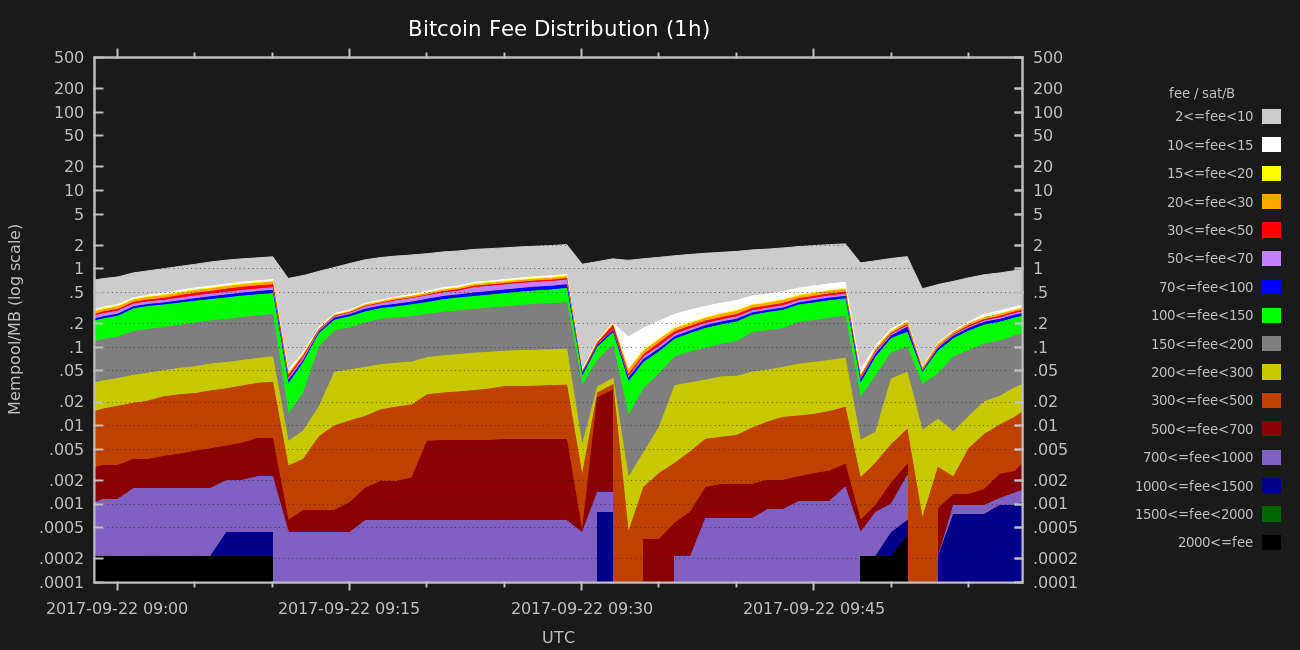 Bitcoin Fee Distribution (1h)
500 500
200 200
100 100
50 50
20 20
10 10
5 5
2 2
1 1
.5 .5
.2 .2
.1 .1
.05 .05
.02 .02
.01 .01
.005 .005
.002 .002
.001 .001
.0005 .0005
.0002 .0002
.0001 .0001
Mempool/MB (log scale)
2017-09-22 09:00 2017-09-22 09:15 2017-09-22 09:30 2017-09-22 09:45
UTC
fee / sat/B
2<=fee<10
10<=fee<15
15<=fee<20
20<=fee<30
30<=fee<50
50<=fee<70
70<=fee<100
100<=fee<150
150<=fee<200
200<=fee<300
300<=fee<500
500<=fee<700
700<=fee<1000
1000<=fee<1500
1500<=fee<2000
2000<=fee